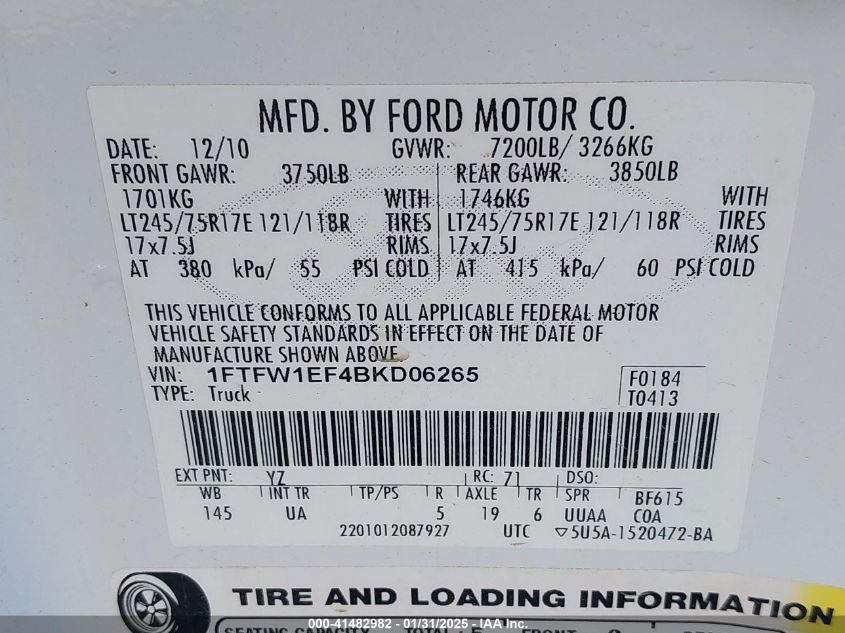 MFD. BY FORD MOTOR CO.
DATE: 12/10 GVWR: 7200LB/ 3266KG
FRONT GAWR: 3750LB REAR GAWR: 3850LB
1701KG WITH 1746KG WITH
LT245/75R17E 121/118R TIRES LT245/75R17E 121/118R TIRES
17x7.5J RIMS 17x7.5J RIMS
AT 380 kPa/ 55 PSI COLD AT 415 kPa/ 60 PSI COLD
THIS VEHICLE CONFORMS TO ALL APPLICABLE FEDERAL MOTOR
VEHICLE SAFETY STANDARDS IN EFFECT ON THE DATE OF
MANUFACTURE SHOWN ABOVE.
VIN: 1FTFW1EF4BKD06265 F0184
TYPE: Truck T0413
EXT PNT: YZ RC: 71 DSO:
WB INT TR TP/PS R AXLE TR SPR BF615
145 UA 5 19 6 UUAA COA
2201012087927 UTC ▽5U5A-1520472-BA
TIRE AND LOADING INFORMATION
SEATING CAPACITY TOTAL: 5 FRONT
000-41482982 - 01/31/2025 - IAA Inc.